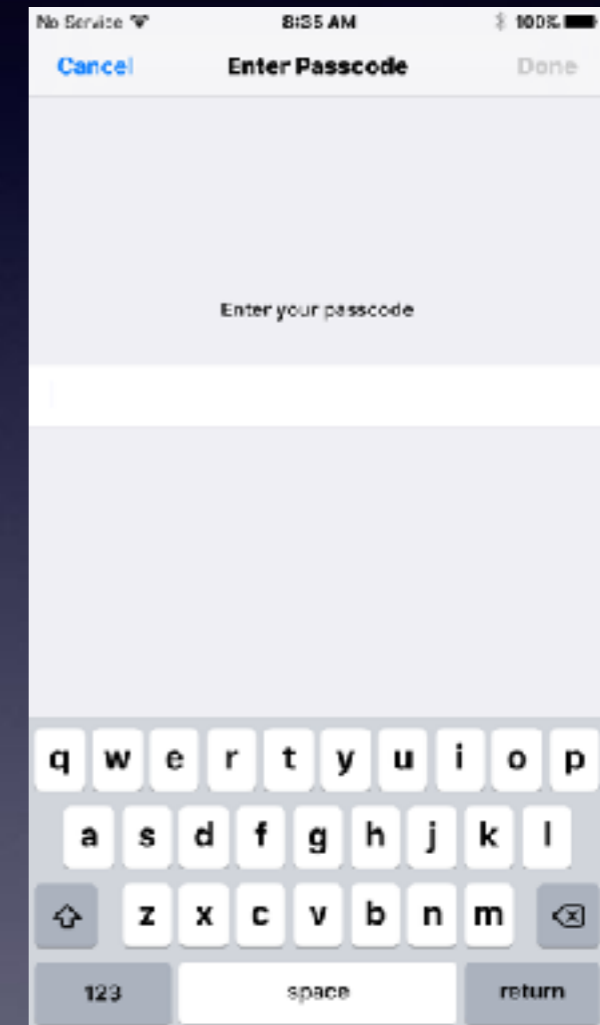 No Service 8:35 AM 100%
Cancel Enter Passcode Done
Enter your passcode
q w e r t y u i o p
a s d f g h j k l
z x c v b n m
123 space return